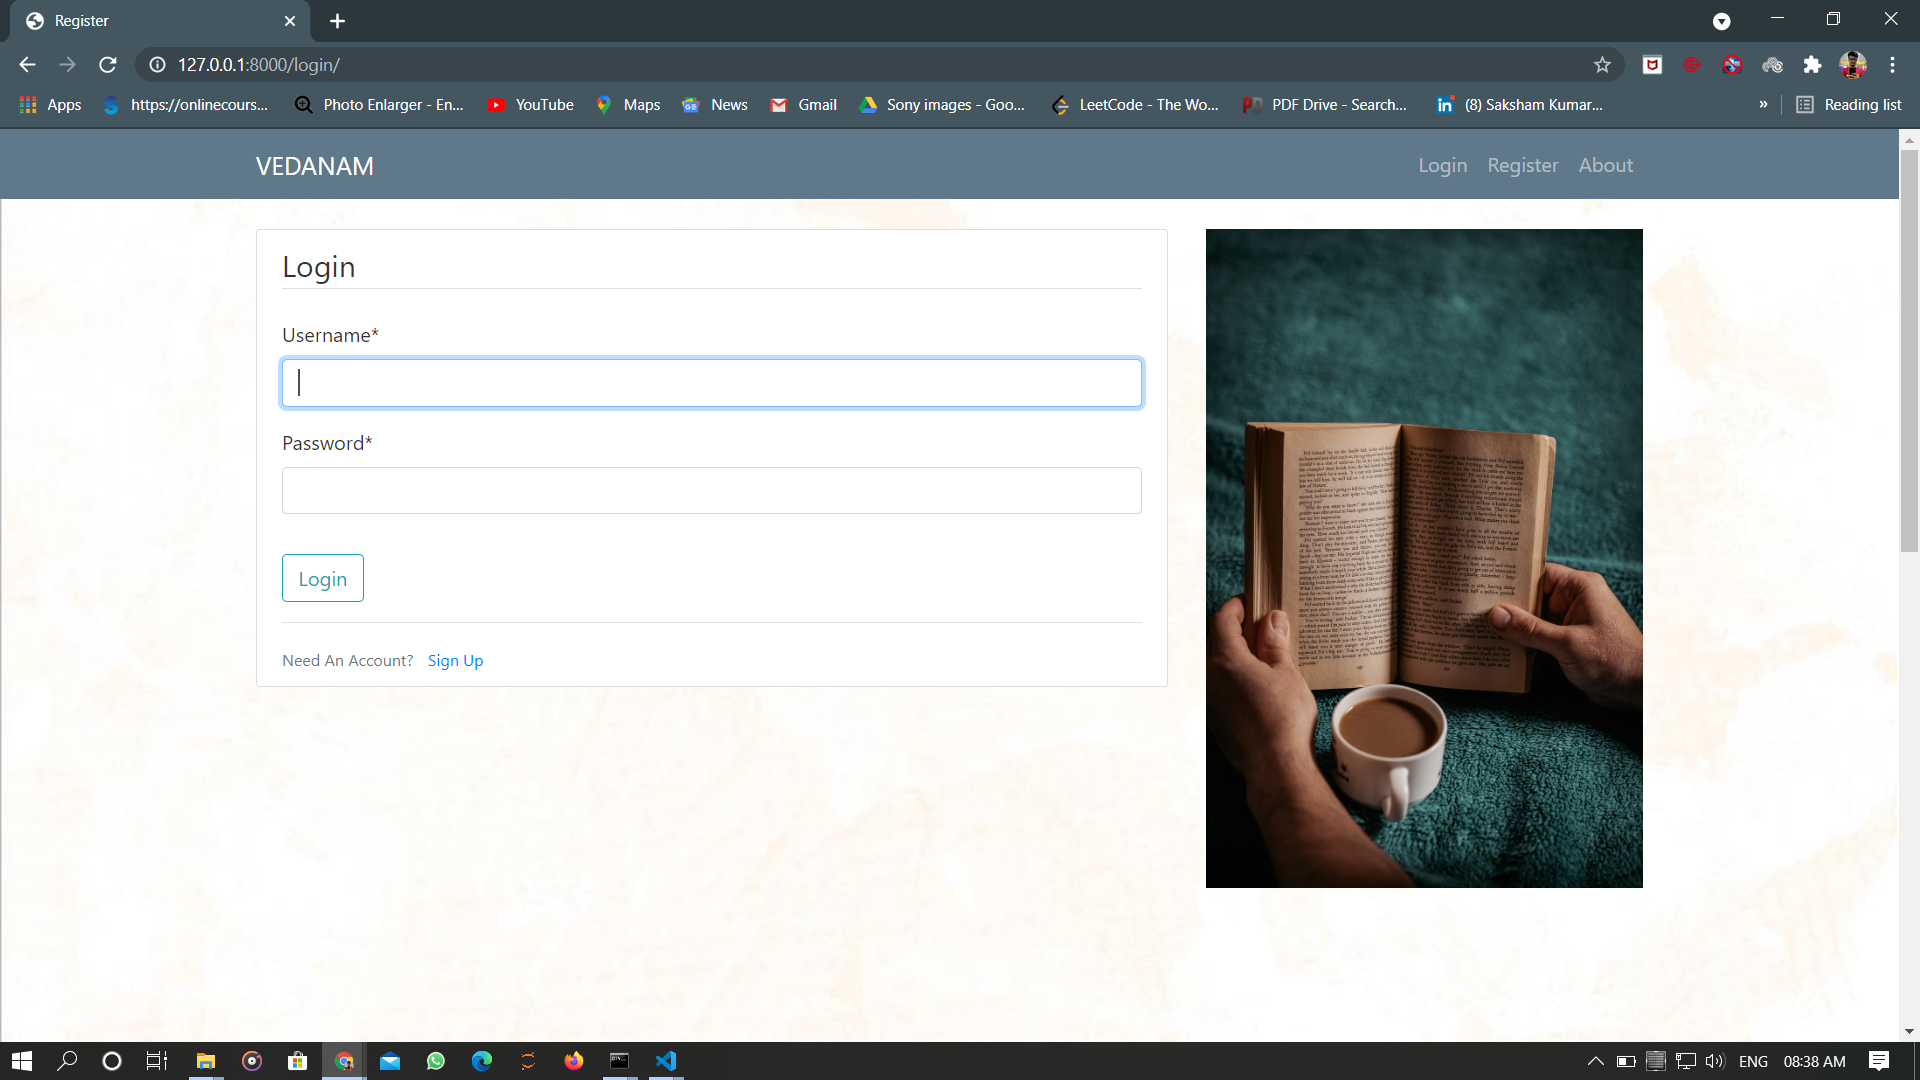 Register
127.0.0.1:8000/login/
Apps https://onlinecours... Photo Enlarger - En... YouTube Maps News Gmail Sony images - Goo... LeetCode - The Wo... PDF Drive - Search... (8) Saksham Kumar... » Reading list
VEDANAM Login Register About
Login
Username*
Password*
Login
Need An Account? Sign Up
ENG 08:38 AM